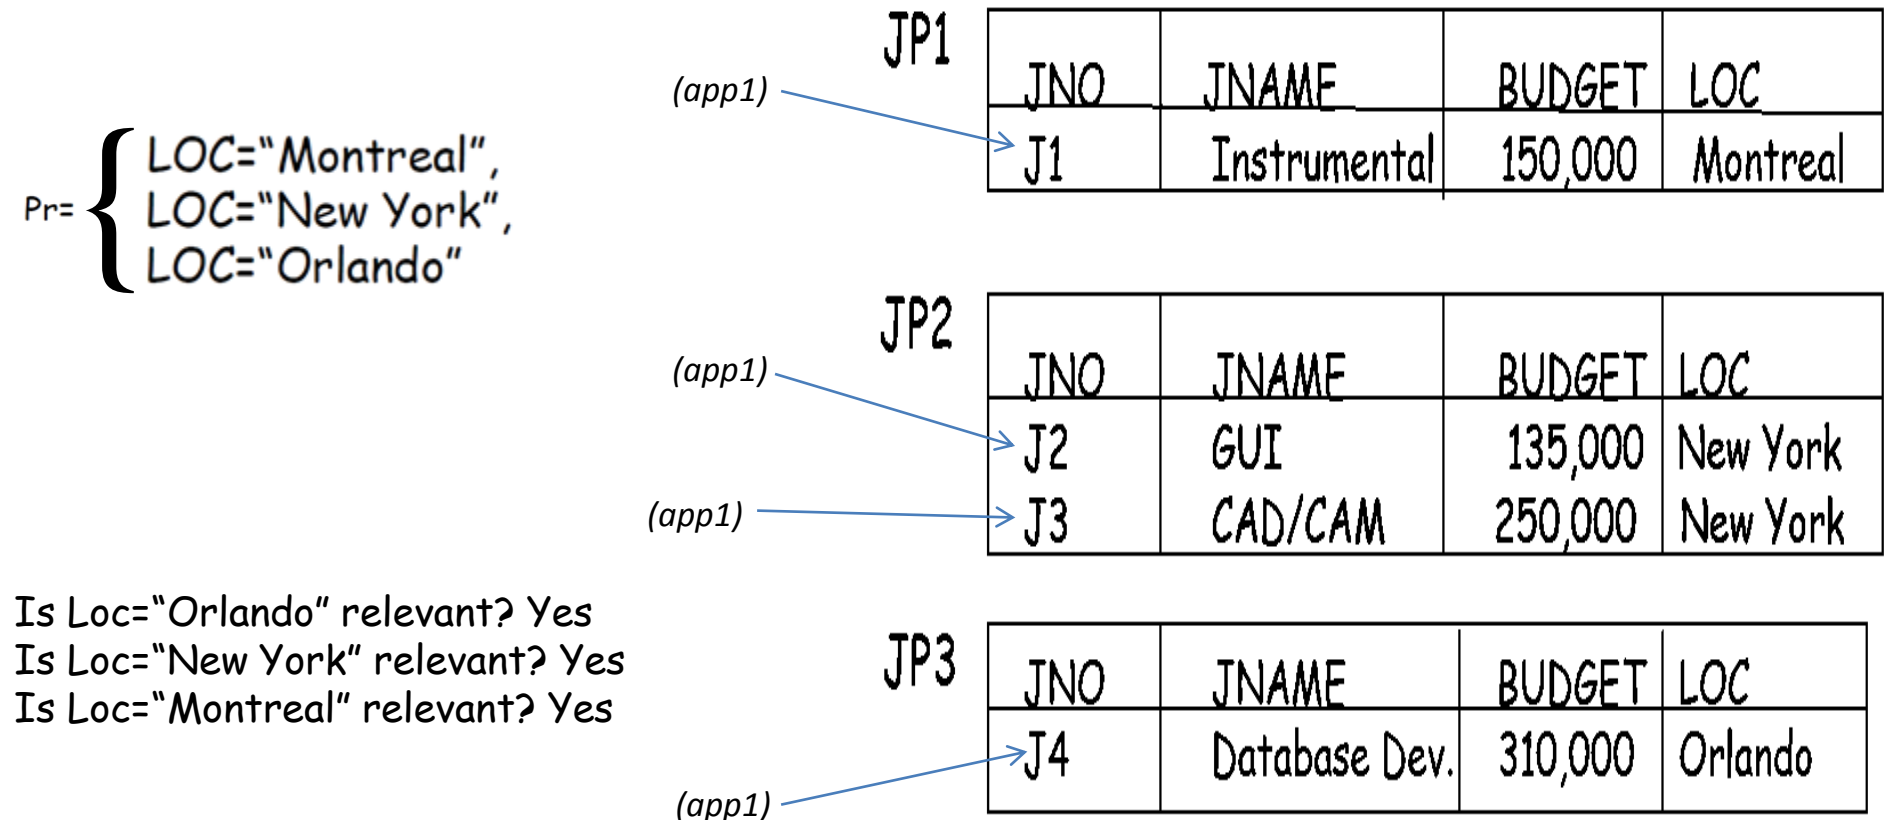 Pr=
LOC="Montreal",
LOC="New York",
LOC="Orlando"
Is Loc="Orlando" relevant? Yes
Is Loc="New York" relevant? Yes
Is Loc="Montreal" relevant? Yes
JP1
(app1)
JNO JNAME BUDGET LOC
J1 Instrumental 150,000 Montreal
JP2
(app1)
JNO JNAME BUDGET LOC
J2 GUI 135,000 New York
(app1)
J3 CAD/CAM 250,000 New York
JP3
JNO JNAME BUDGET LOC
J4 Database Dev. 310,000 Orlando
(app1)